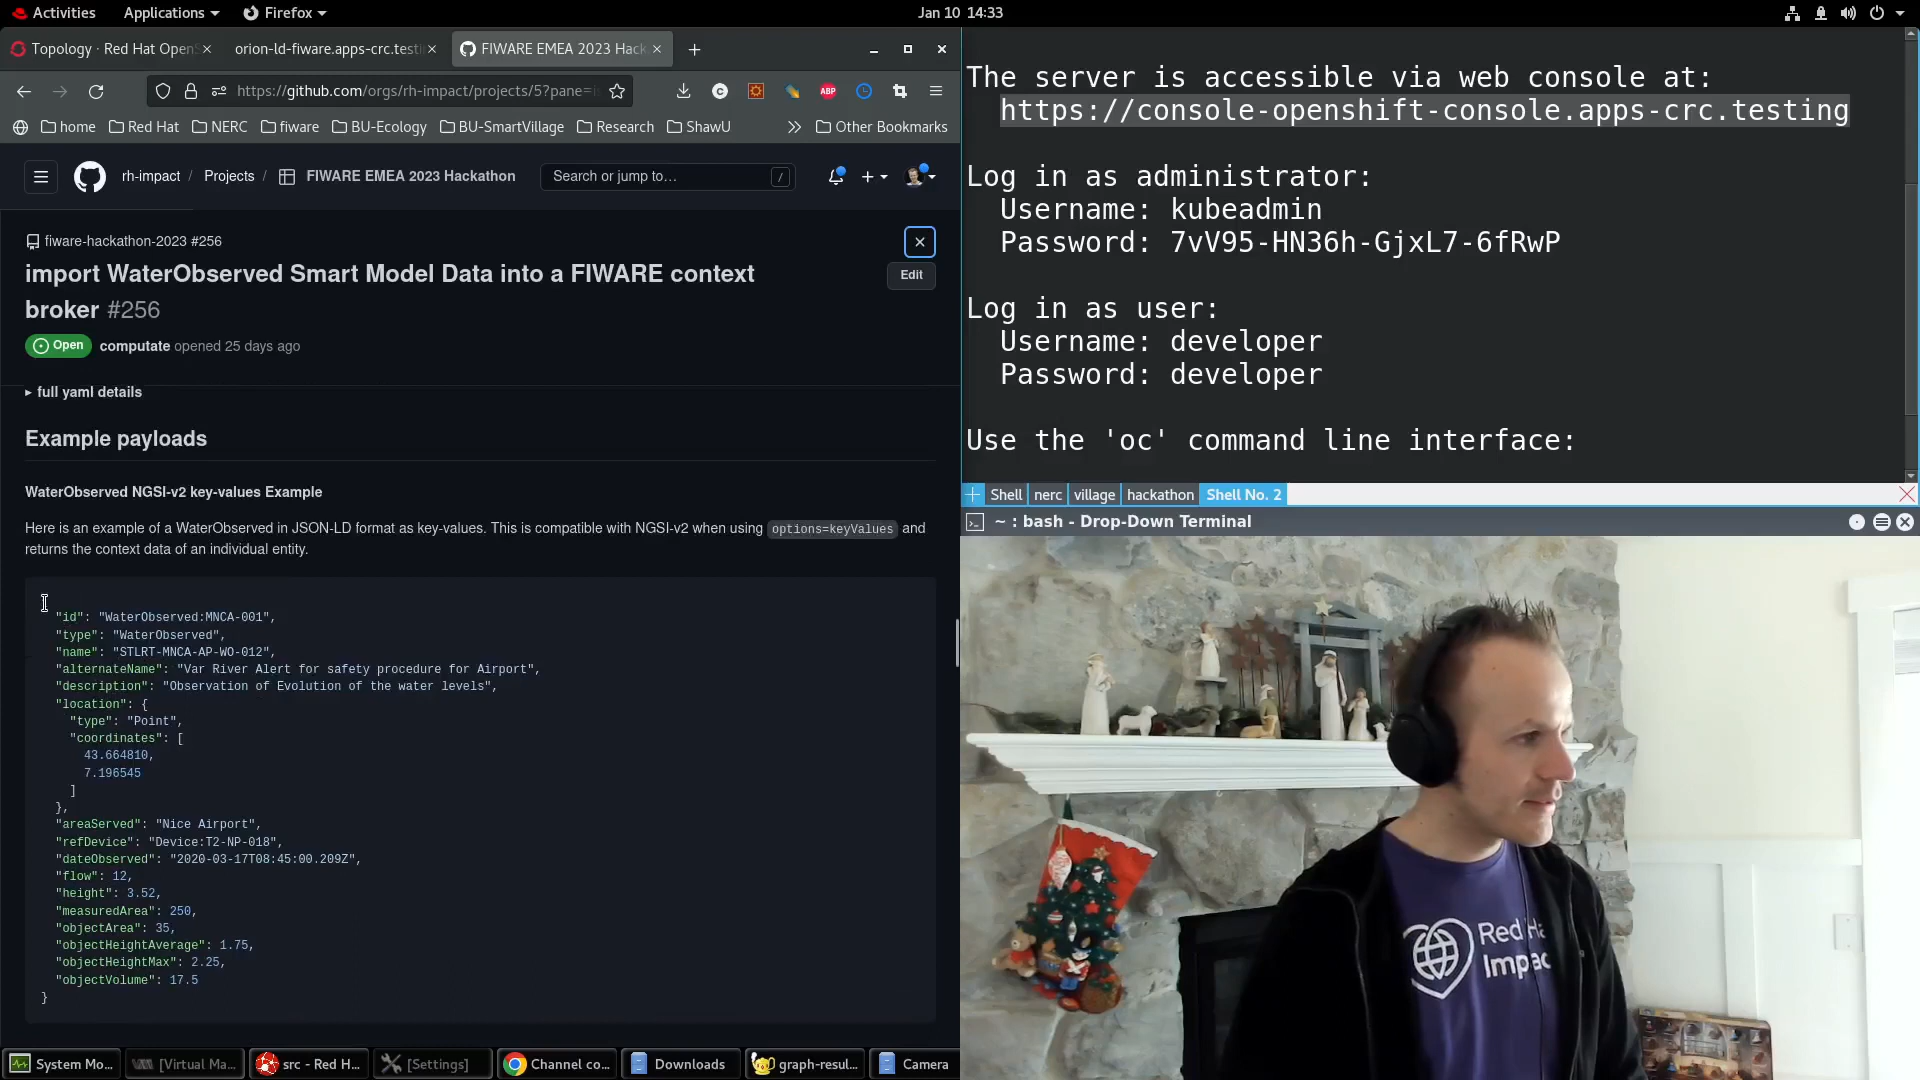 Activities
Applications
Firefox
Jan 10 14:33
Topology · Red Hat Open
orion-ld-fiware.apps-crc.testi
FIWARE EMEA 2023 Hack
https://github.com/orgs/rh-impact/projects/5?pane=
ABP
home
Red Hat
NERC
fiware
BU-Ecology
BU-SmartVillage
Research
ShawU
Other Bookmarks
rh-impact / Projects / FIWARE EMEA 2023 Hackathon
Search or jump to…
/
fiware-hackathon-2023 #256
import WaterObserved Smart Model Data into a FIWARE context
broker #256
Edit
Open
computate opened 25 days ago
full yaml details
Example payloads
WaterObserved NGSI-v2 key-values Example
Here is an example of a WaterObserved in JSON-LD format as key-values. This is compatible with NGSI-v2 when using options=keyValues and
returns the context data of an individual entity.
"id": "WaterObserved:MNCA-001",
"type": "WaterObserved",
"name": "STLRT-MNCA-AP-WO-012",
"alternateName": "Var River Alert for safety procedure for Airport",
"description": "Observation of Evolution of the water levels",
"location": {
"type": "Point",
"coordinates": [
43.664810,
7.196545
]
},
"areaServed": "Nice Airport",
"refDevice": "Device:T2-NP-018",
"dateObserved": "2020-03-17T08:45:00.209Z",
"flow": 12,
"height": 3.52,
"measuredArea": 250,
"objectArea": 35,
"objectHeightAverage": 1.75,
"objectHeightMax": 2.25,
"objectVolume": 17.5
}
System Mo...
[Virtual Ma...
src - Red H...
[Settings]
Channel co...
Downloads
graph-resul...
Camera
The server is accessible via web console at:
https://console-openshift-console.apps-crc.testing
Log in as administrator:
Username: kubeadmin
Password: 7vV95-HN36h-GjxL7-6fRwP
Log in as user:
Username: developer
Password: developer
Use the 'oc' command line interface:
Shell
nerc
village
hackathon
Shell No. 2
~ : bash - Drop-Down Terminal
Red Ha
Impac